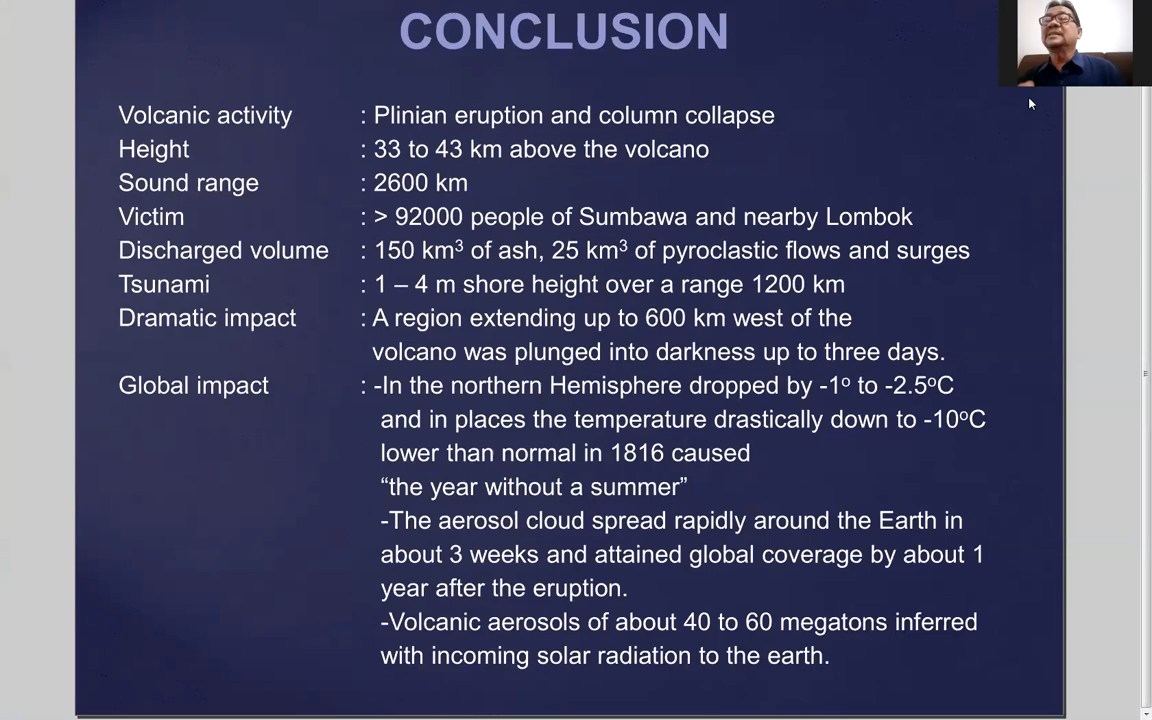 CONCLUSION
Volcanic activity : Plinian eruption and column collapse
Height : 33 to 43 km above the volcano
Sound range : 2600 km
Victim : > 92000 people of Sumbawa and nearby Lombok
Discharged volume : 150 km³ of ash, 25 km³ of pyroclastic flows and surges
Tsunami : 1 – 4 m shore height over a range 1200 km
Dramatic impact : A region extending up to 600 km west of the
volcano was plunged into darkness up to three days.
Global impact : -In the northern Hemisphere dropped by -1º to -2.5ºC
and in places the temperature drastically down to -10ºC
lower than normal in 1816 caused
“the year without a summer”
-The aerosol cloud spread rapidly around the Earth in
about 3 weeks and attained global coverage by about 1
year after the eruption.
-Volcanic aerosols of about 40 to 60 megatons inferred
with incoming solar radiation to the earth.